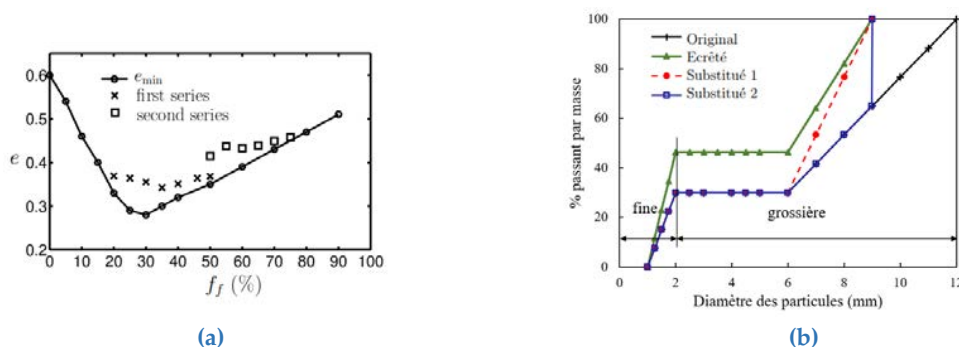 0.6
0.5
0.4
0.3
0.2
e
e_min
first series
second series
0 10 20 30 40 50 60 70 80 90 100
f_f (%)
(a)
100
80
60
40
20
0
% passant par masse
Original
Ecrêté
Substitué 1
Substitué 2
fine
grossière
0 2 4 6 8 10 12
Diamètre des particules (mm)
(b)